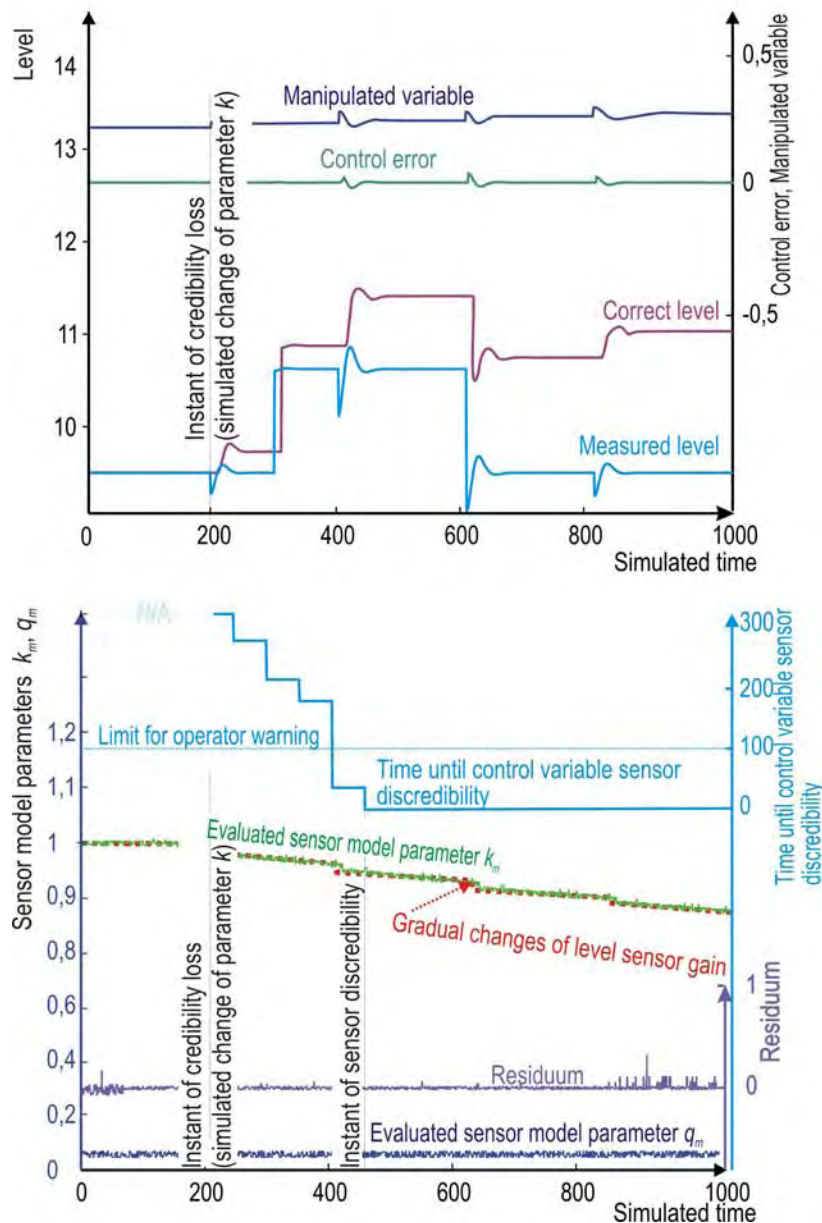 Level
14
13
12
11
10
0,5
0
-0,5
Control error, Manipulated variable
Manipulated variable
Control error
Instant of credibility loss
(simulated change of parameter k)
Correct level
Measured level
0
200
400
600
800
1000
Simulated time
Sensor model parameters km, qm
1,2
1,1
1
0,9
0,8
0,6
0,4
0,2
0
N/A
300
200
100
0
Time until control variable sensor
discredibility
Limit for operator warning
Time until control variable sensor
discredibility
Evaluated sensor model parameter km
Gradual changes of level sensor gain
Instant of credibility loss
(simulated change of parameter k)
Instant of sensor discredibility
1
0
Residuum
Residuum
Evaluated sensor model parameter qm
0
200
400
600
800
1000
Simulated time